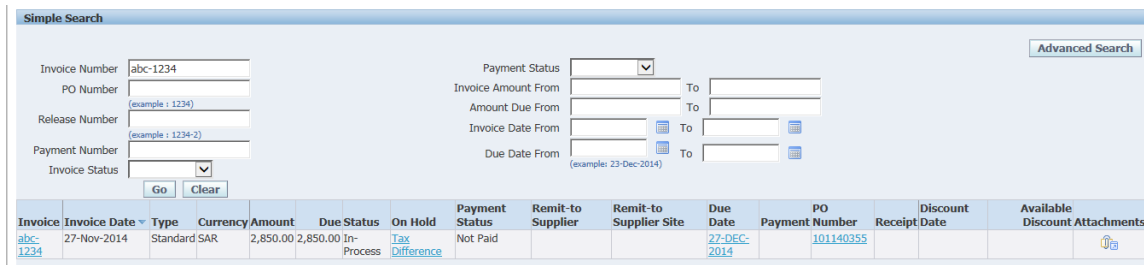 Simple Search
Advanced Search
Invoice Number abc-1234
PO Number
(example : 1234)
Release Number
(example : 1234-2)
Payment Number
Invoice Status
Go Clear
Payment Status
Invoice Amount From To
Amount Due From To
Invoice Date From To
Due Date From To
(example: 23-Dec-2014)
Invoice Invoice Date Type Currency Amount Due Status On Hold Payment Status Remit-to Supplier Remit-to Supplier Site Due Date Payment PO Number Receipt Discount Date Available Discount Attachments
abc-1234 27-Nov-2014 Standard SAR 2,850.00 2,850.00 In-Process Tax Difference Not Paid 27-DEC-2014 101140355